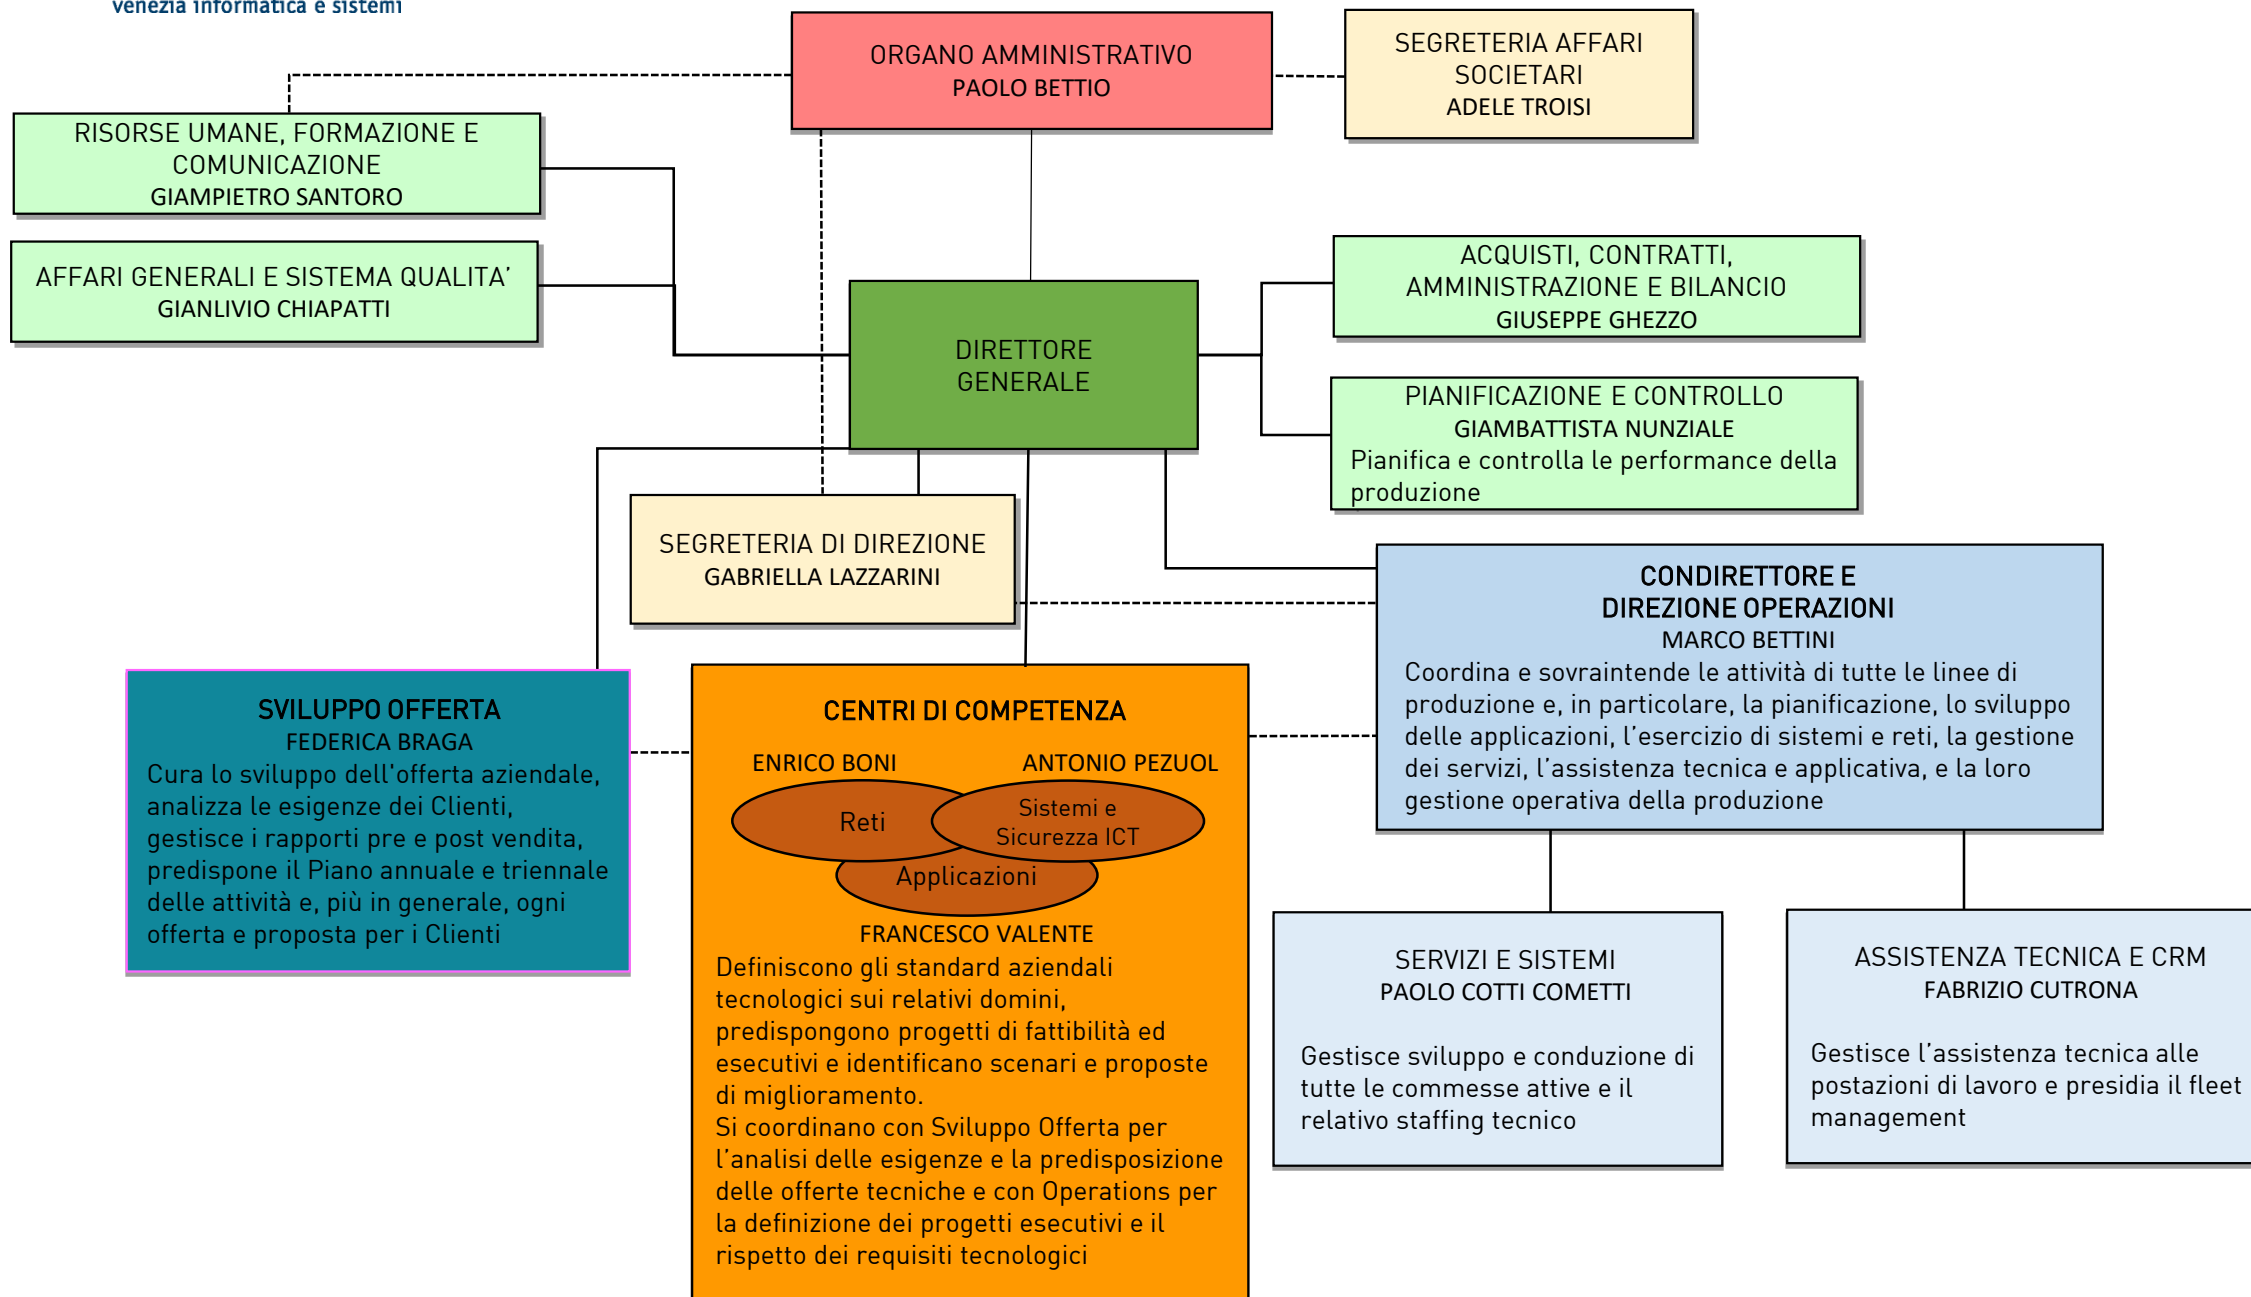 venezia informatica e sistemi
ORGANO AMMINISTRATIVO
PAOLO BETTIO
SEGRETERIA AFFARI
SOCIETARI
ADELE TROISI
RISORSE UMANE, FORMAZIONE E
COMUNICAZIONE
GIAMPIETRO SANTORO
AFFARI GENERALI E SISTEMA QUALITA’
GIANLIVIO CHIAPATTI
DIRETTORE
GENERALE
ACQUISTI, CONTRATTI,
AMMINISTRAZIONE E BILANCIO
GIUSEPPE GHEZZO
PIANIFICAZIONE E CONTROLLO
GIAMBATTISTA NUNZIALE
Pianifica e controlla le performance della
produzione
SEGRETERIA DI DIREZIONE
GABRIELLA LAZZARINI
CONDIRETTORE E
DIREZIONE OPERAZIONI
MARCO BETTINI
Coordina e sovraintende le attività di tutte le linee di
produzione e, in particolare, la pianificazione, lo sviluppo
delle applicazioni, l’esercizio di sistemi e reti, la gestione
dei servizi, l’assistenza tecnica e applicativa, e la loro
gestione operativa della produzione
SVILUPPO OFFERTA
FEDERICA BRAGA
Cura lo sviluppo dell'offerta aziendale,
analizza le esigenze dei Clienti,
gestisce i rapporti pre e post vendita,
predispone il Piano annuale e triennale
delle attività e, più in generale, ogni
offerta e proposta per i Clienti
CENTRI DI COMPETENZA
ENRICO BONI
ANTONIO PEZUOL
Reti
Sistemi e
Sicurezza ICT
Applicazioni
FRANCESCO VALENTE
Definiscono gli standard aziendali
tecnologici sui relativi domini,
predispongono progetti di fattibilità ed
esecutivi e identificano scenari e proposte
di miglioramento.
Si coordinano con Sviluppo Offerta per
l’analisi delle esigenze e la predisposizione
delle offerte tecniche e con Operations per
la definizione dei progetti esecutivi e il
rispetto dei requisiti tecnologici
SERVIZI E SISTEMI
PAOLO COTTI COMETTI
Gestisce sviluppo e conduzione di
tutte le commesse attive e il
relativo staffing tecnico
ASSISTENZA TECNICA E CRM
FABRIZIO CUTRONA
Gestisce l’assistenza tecnica alle
postazioni di lavoro e presidia il fleet
management